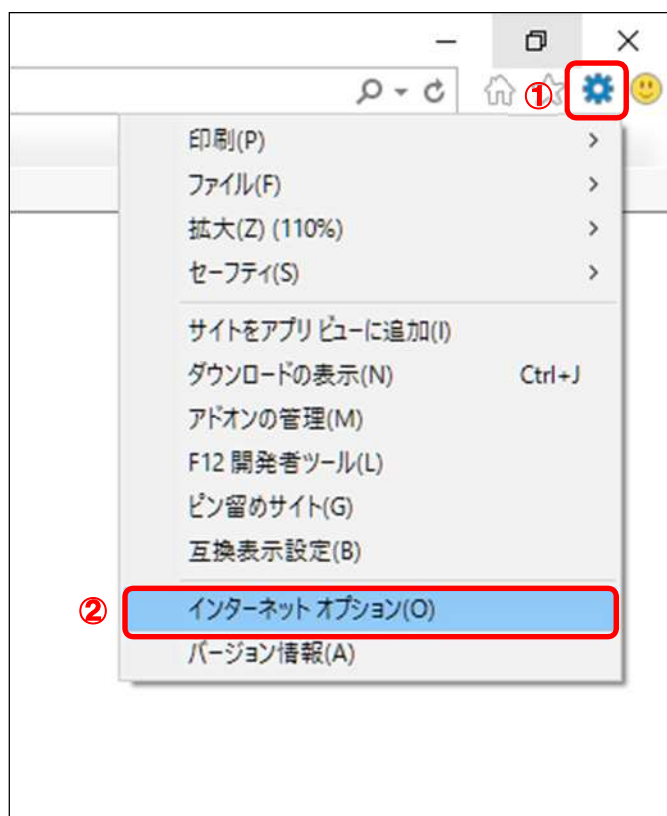 ①
印刷(P)
ファイル(F)
拡大(Z) (110%)
セーフティ(S)
サイトをアプリ ビューに追加(I)
ダウンロードの表示(N) Ctrl+J
アドオンの管理(M)
F12 開発者ツール(L)
ピン留めサイト(G)
互換表示設定(B)
② インターネット オプション(O)
バージョン情報(A)